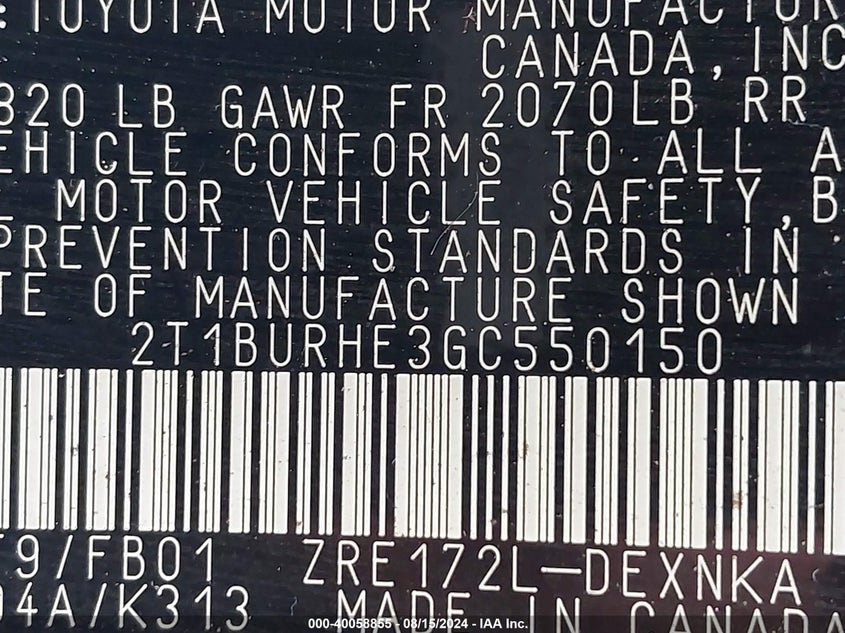 : TOYOTA MOTOR MANUFACTUR
CANADA, INC
820 LB GAWR FR 2070LB RR
EHICLE CONFORMS TO ALL A
L MOTOR VEHICLE SAFETY, B
PREVENTION STANDARDS IN
TE OF MANUFACTURE SHOWN
2T1BURHE3GC550150
9/FB01 ZRE172L-DEXNKA
04A/K313 MADE IN CANADA
000-40058855 - 08/15/2024 - IAA Inc.